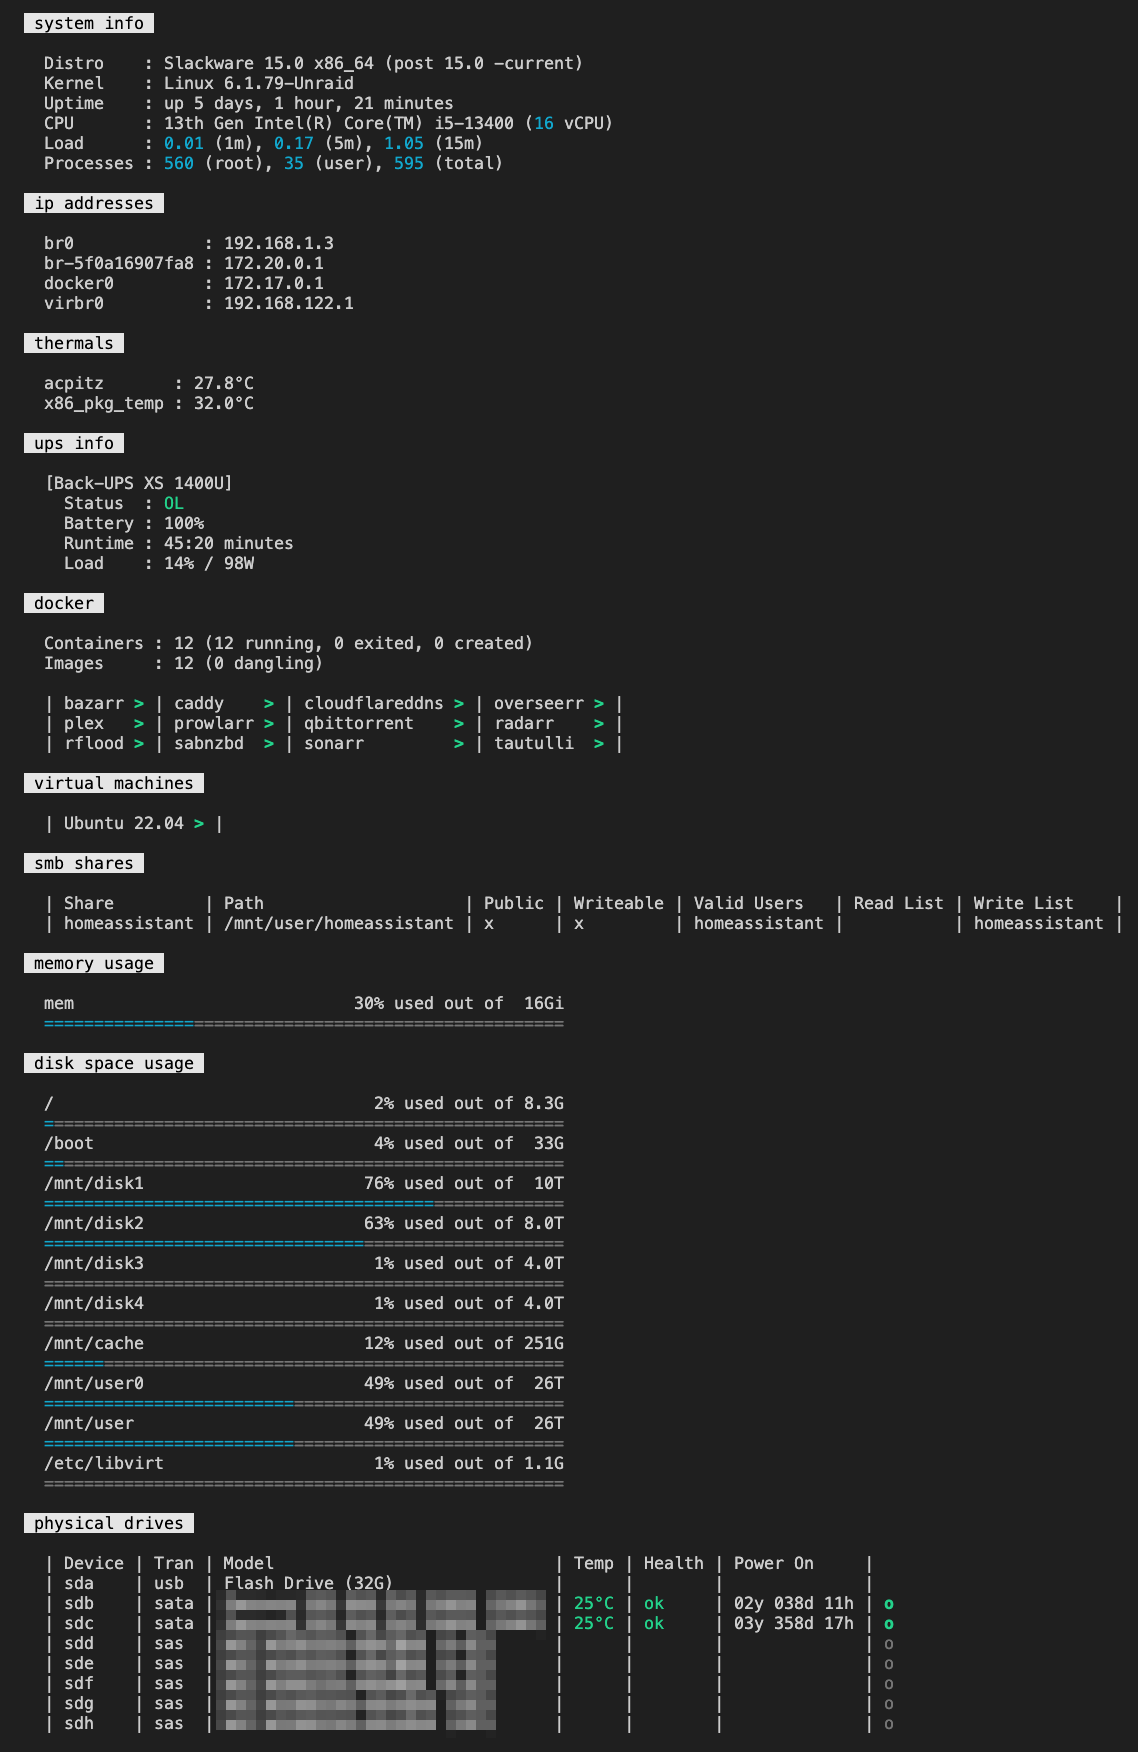 system info
Distro    : Slackware 15.0 x86_64 (post 15.0 -current)
Kernel    : Linux 6.1.79-Unraid
Uptime    : up 5 days, 1 hour, 21 minutes
CPU       : 13th Gen Intel(R) Core(TM) i5-13400 (16 vCPU)
Load      : 0.01 (1m), 0.17 (5m), 1.05 (15m)
Processes : 560 (root), 35 (user), 595 (total)
ip addresses
br0             : 192.168.1.3
br-5f0a16907fa8 : 172.20.0.1
docker0         : 172.17.0.1
virbr0          : 192.168.122.1
thermals
acpitz       : 27.8°C
x86_pkg_temp : 32.0°C
ups info
[Back-UPS XS 1400U]
Status  : OL
Battery : 100%
Runtime : 45:20 minutes
Load    : 14% / 98W
docker
Containers : 12 (12 running, 0 exited, 0 created)
Images     : 12 (0 dangling)
| bazarr > | caddy    > | cloudflareddns > | overseerr > |
| plex   > | prowlarr > | qbittorrent    > | radarr    > |
| rflood > | sabnzbd  > | sonarr         > | tautulli  > |
virtual machines
| Ubuntu 22.04 > |
smb shares
| Share         | Path                    | Public | Writeable | Valid Users   | Read List | Write List    |
| homeassistant | /mnt/user/homeassistant | x      | x         | homeassistant |           | homeassistant |
memory usage
mem                            30% used out of  16Gi
====================================================
disk space usage
/                                2% used out of 8.3G
====================================================
/boot                            4% used out of  33G
====================================================
/mnt/disk1                      76% used out of  10T
====================================================
/mnt/disk2                      63% used out of 8.0T
====================================================
/mnt/disk3                       1% used out of 4.0T
====================================================
/mnt/disk4                       1% used out of 4.0T
====================================================
/mnt/cache                      12% used out of 251G
====================================================
/mnt/user0                      49% used out of  26T
====================================================
/mnt/user                       49% used out of  26T
====================================================
/etc/libvirt                     1% used out of 1.1G
====================================================
physical drives
| Device | Tran | Model                            | Temp | Health | Power On     |
| sda    | usb  | Flash Drive (32G)                |      |        |              |
| sdb    | sata |                                  | 25°C | ok     | 02y 038d 11h | o
| sdc    | sata |                                  | 25°C | ok     | 03y 358d 17h | o
| sdd    | sas  |                                  |      |        |              | o
| sde    | sas  |                                  |      |        |              | o
| sdf    | sas  |                                  |      |        |              | o
| sdg    | sas  |                                  |      |        |              | o
| sdh    | sas  |                                  |      |        |              | o